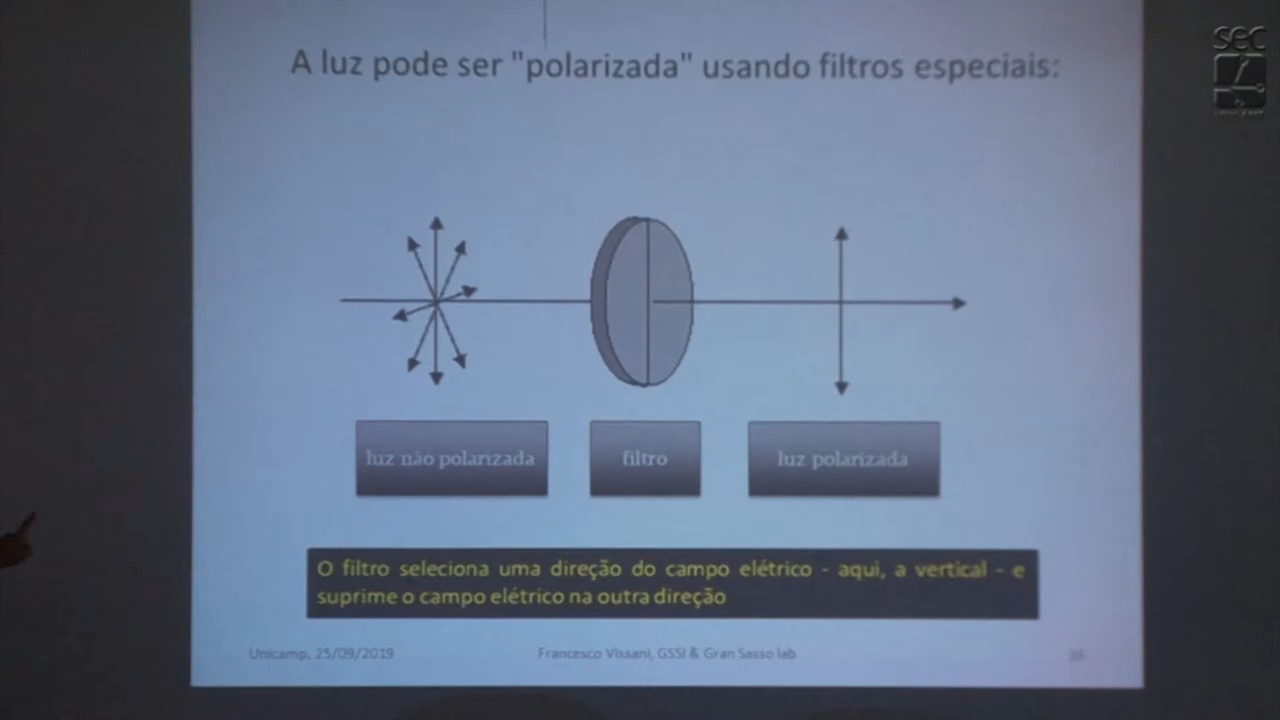 sec
A luz pode ser "polarizada" usando filtros especiais:
luz não polarizada
filtro
luz polarizada
O filtro seleciona uma direção do campo elétrico - aqui, a vertical - e
suprime o campo elétrico na outra direção
Unicamp, 25/09/2019
Francesco Vissani, GSSI & Gran Sasso lab